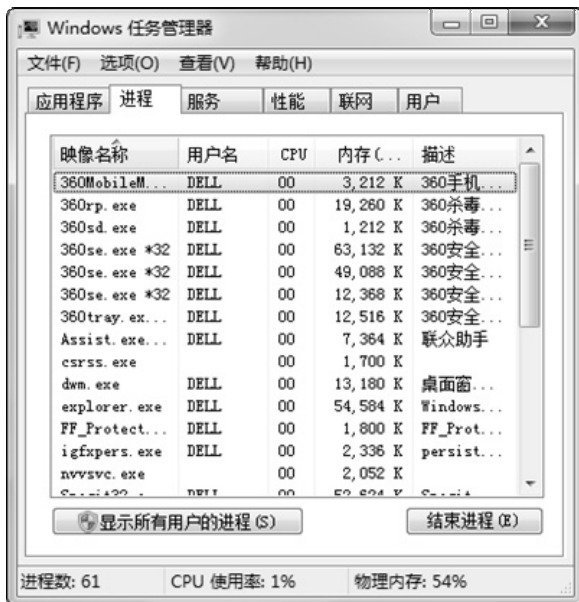 Windows 任务管理器
文件(F) 选项(O) 查看(V) 帮助(H)
应用程序 进程 服务 性能 联网 用户
映像名称 用户名 CPU 内存(... 描述
360MobileM... DELL 00 3,212 K 360手机...
360rp.exe DELL 00 19,260 K 360杀毒...
360sd.exe DELL 00 1,212 K 360杀毒...
360se.exe *32 DELL 00 63,132 K 360安全...
360se.exe *32 DELL 00 49,088 K 360安全...
360se.exe *32 DELL 00 12,368 K 360安全...
360tray.ex... DELL 00 12,516 K 360安全...
Assist.exe... DELL 00 7,364 K 联众助手
csrss.exe 00 1,700 K
dwm.exe DELL 00 13,180 K 桌面窗...
explorer.exe DELL 00 54,584 K Windows...
FF_Protect... DELL 00 1,800 K FF_Prot...
igfxpers.exe DELL 00 2,336 K persist...
nvvsvc.exe 00 2,052 K
显示所有用户的进程(S) 结束进程(E)
进程数: 61 CPU 使用率: 1% 物理内存: 54%